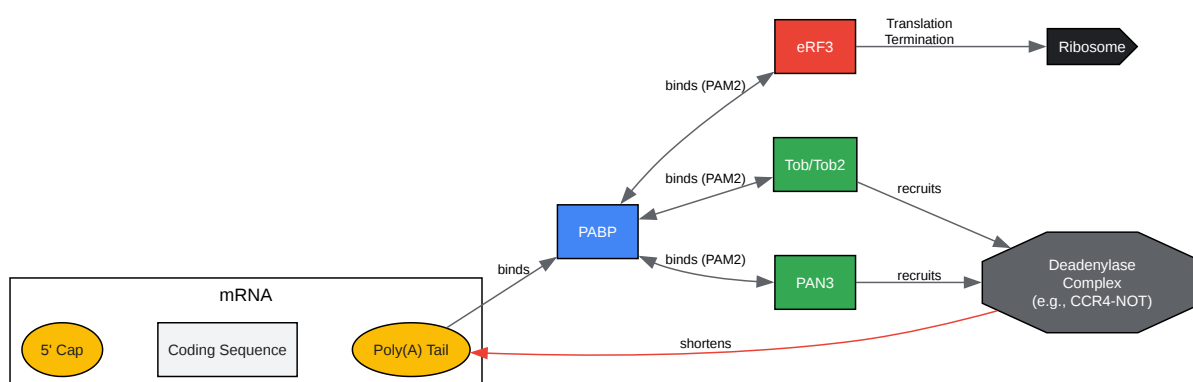 Translation
Termination
eRF3
Ribosome
binds (PAM2)
Tob/Tob2
binds (PAM2)
recruits
PABP
binds (PAM2)
binds
PAN3
recruits
Deadenylase
Complex
(e.g., CCR4-NOT)
mRNA
5' Cap
Coding Sequence
Poly(A) Tail
shortens